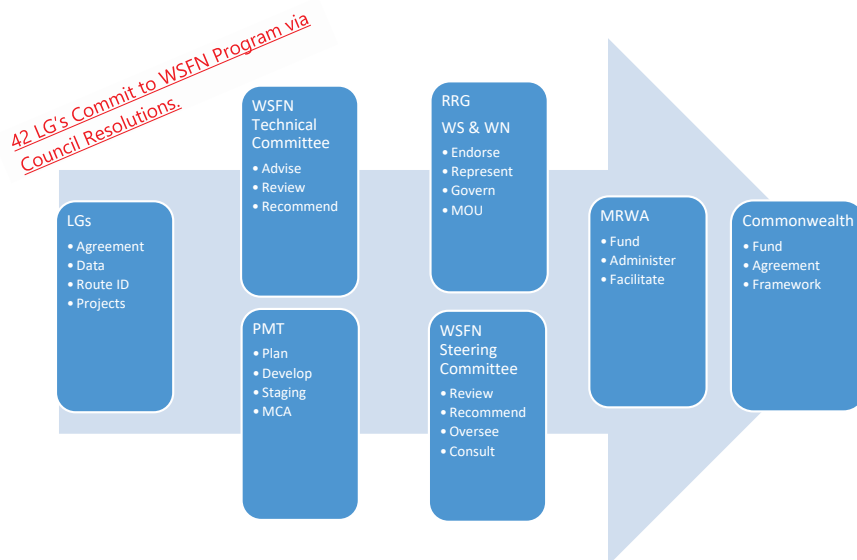 42 LG's Commit to WSFN Program via
Council Resolutions.
LGs
• Agreement
• Data
• Route ID
• Projects
WSFN
Technical
Committee
• Advise
• Review
• Recommend
PMT
• Plan
• Develop
• Staging
• MCA
RRG
WS & WN
• Endorse
• Represent
• Govern
• MOU
WSFN
Steering
Committee
• Review
• Recommend
• Oversee
• Consult
MRWA
• Fund
• Administer
• Facilitate
Commonwealth
• Fund
• Agreement
• Framework